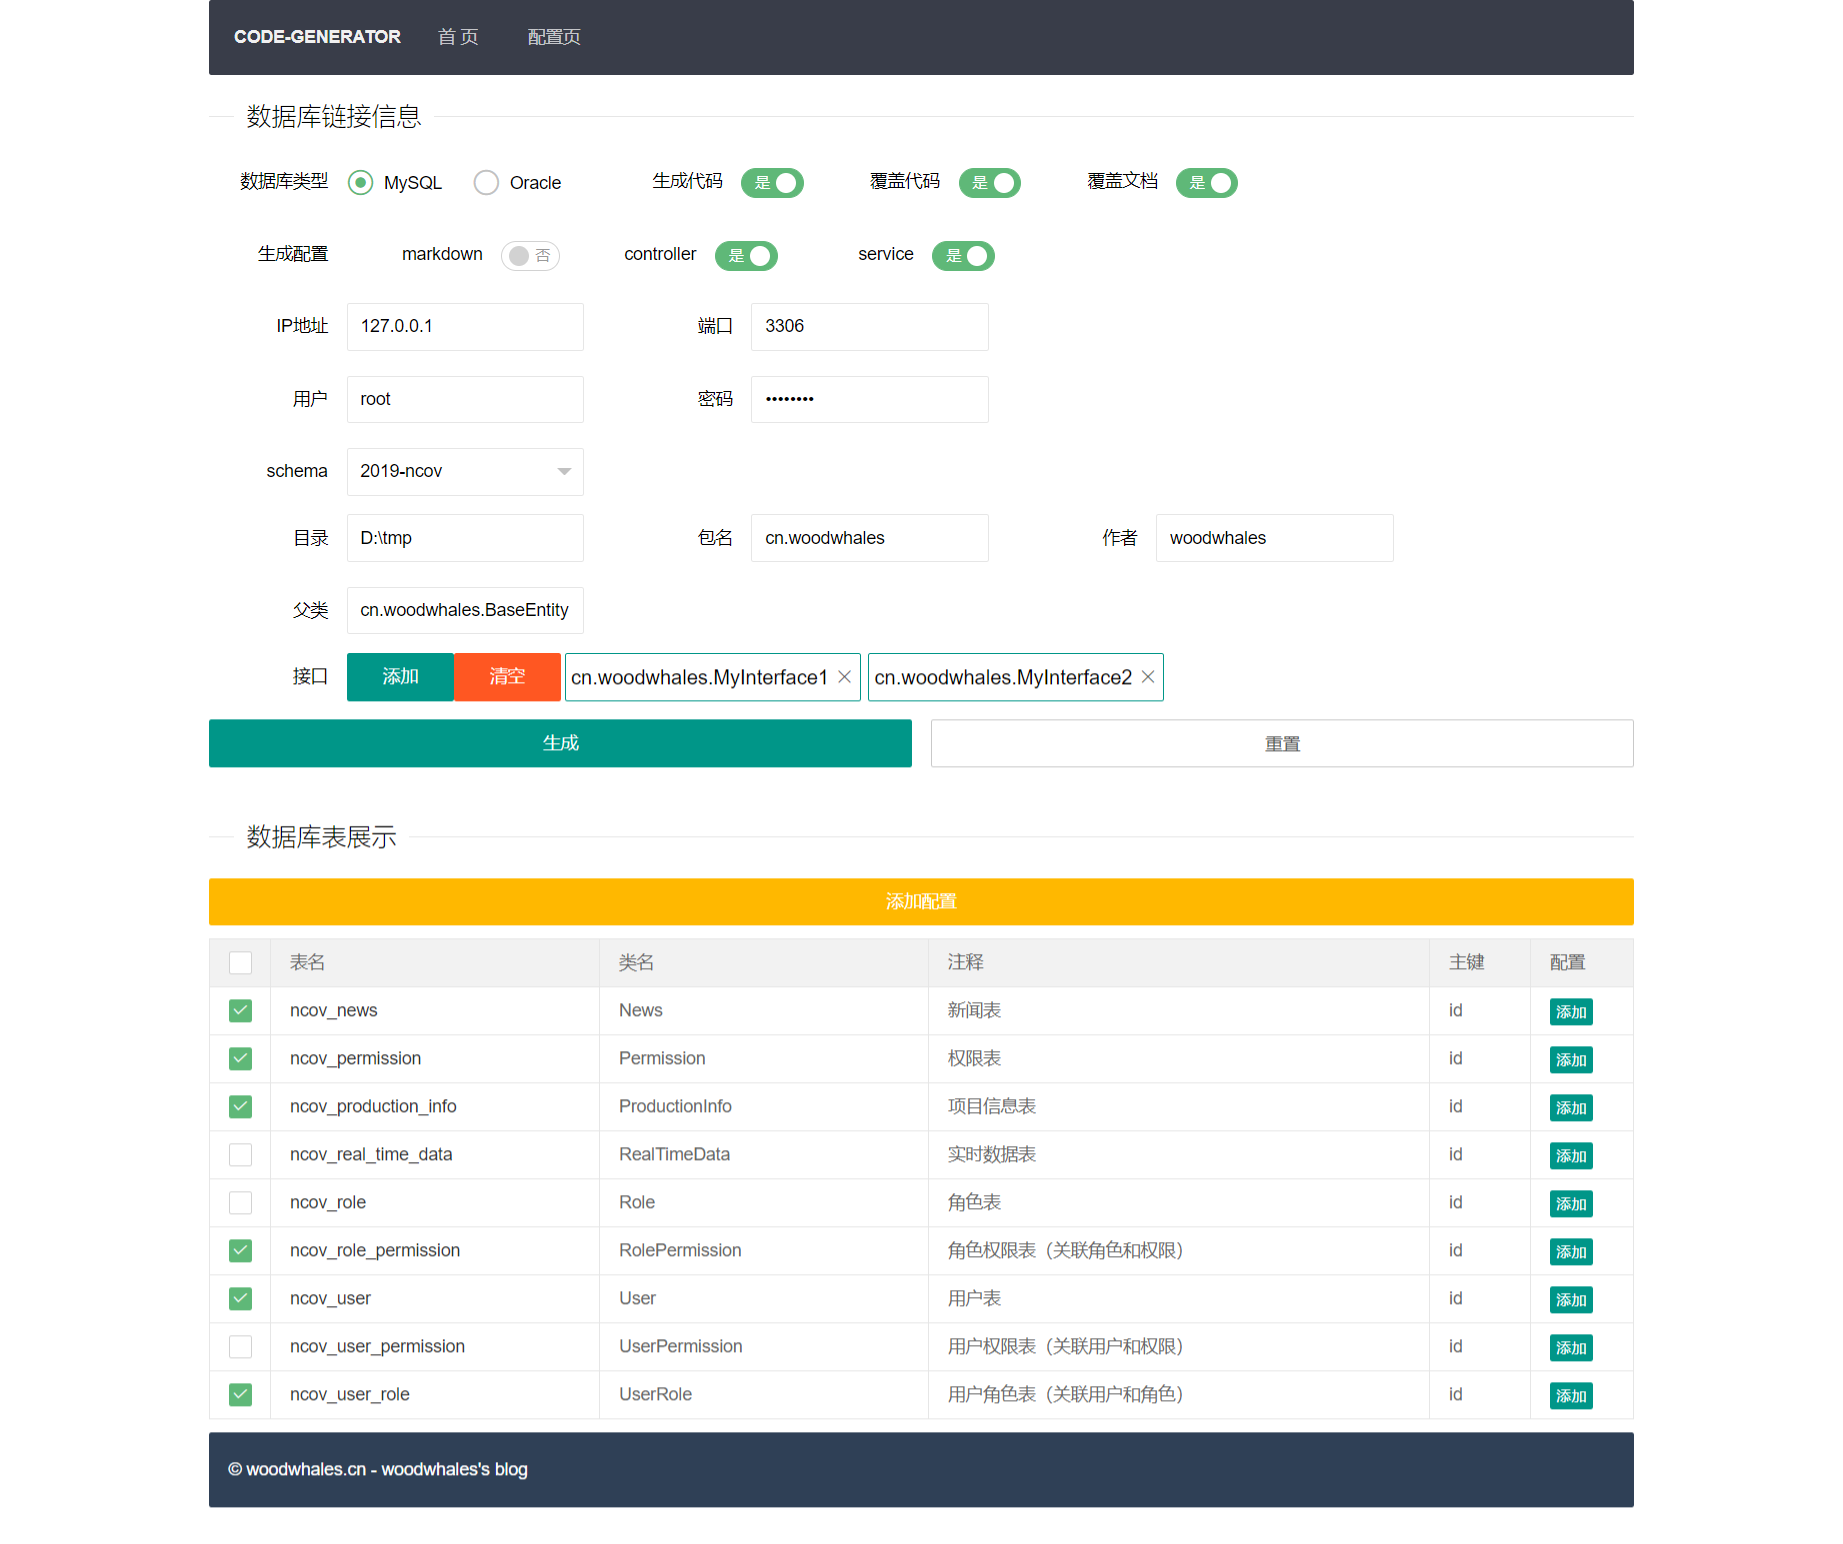 CODE-GENERATOR 首 页 配置页
数据库链接信息
数据库类型 MySQL Oracle 生成代码 是 覆盖代码 是 覆盖文档 是
生成配置 markdown 否 controller 是 service 是
IP地址 127.0.0.1 端口 3306
用户 root 密码 ••••••••
schema 2019-ncov
目录 D:\tmp 包名 cn.woodwhales 作者 woodwhales
父类 cn.woodwhales.BaseEntity
接口 添加 清空 cn.woodwhales.MyInterface1 cn.woodwhales.MyInterface2
生成 重置
数据库表展示
添加配置
表名 类名 注释 主键 配置
ncov_news News 新闻表 id 添加
ncov_permission Permission 权限表 id 添加
ncov_production_info ProductionInfo 项目信息表 id 添加
ncov_real_time_data RealTimeData 实时数据表 id 添加
ncov_role Role 角色表 id 添加
ncov_role_permission RolePermission 角色权限表（关联角色和权限） id 添加
ncov_user User 用户表 id 添加
ncov_user_permission UserPermission 用户权限表（关联用户和权限） id 添加
ncov_user_role UserRole 用户角色表（关联用户和角色） id 添加
© woodwhales.cn - woodwhales's blog